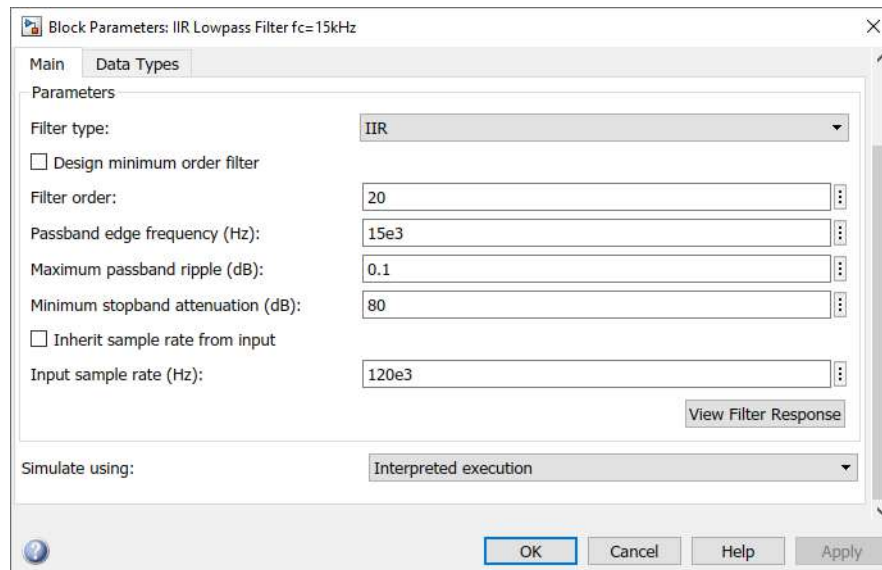 Block Parameters: IIR Lowpass Filter fc=15kHz
Main Data Types
Parameters
Filter type: IIR
Design minimum order filter
Filter order: 20
Passband edge frequency (Hz): 15e3
Maximum passband ripple (dB): 0.1
Minimum stopband attenuation (dB): 80
Inherit sample rate from input
Input sample rate (Hz): 120e3
View Filter Response
Simulate using: Interpreted execution
OK Cancel Help Apply